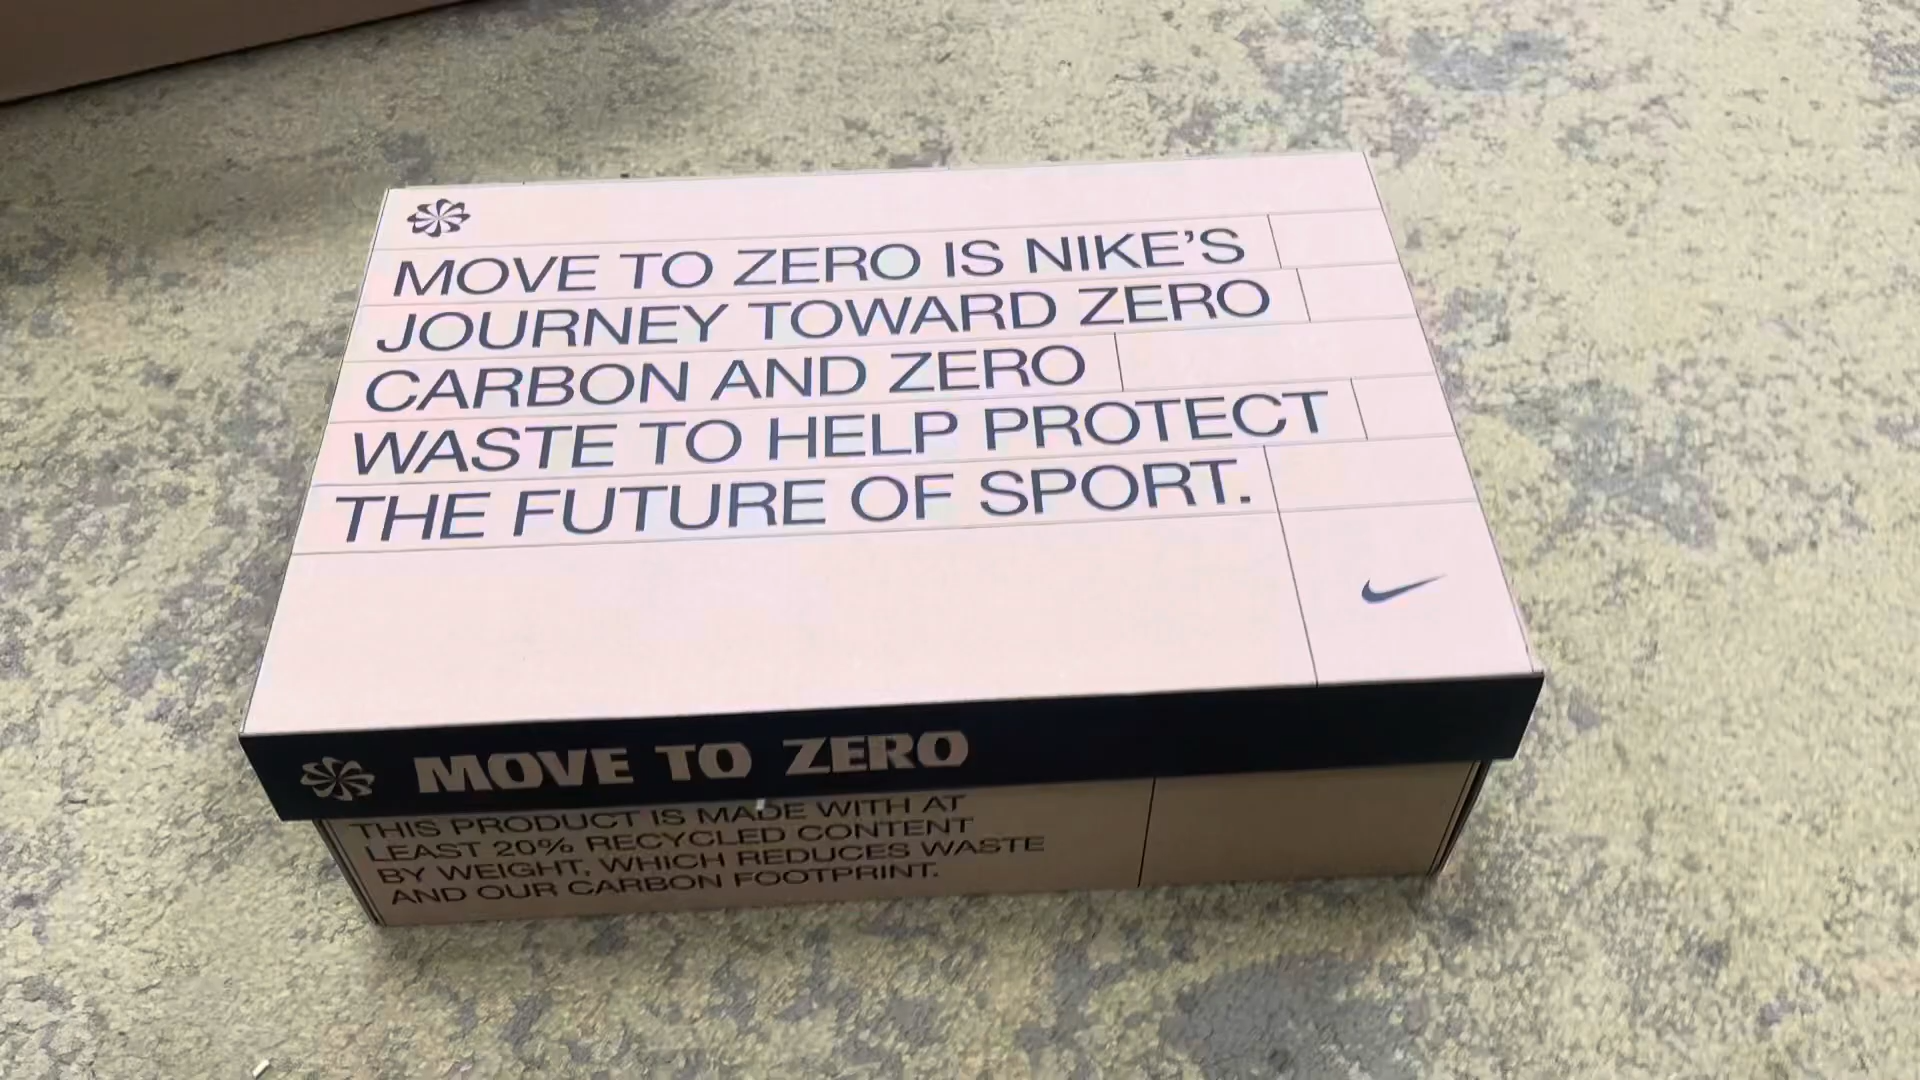 MOVE TO ZERO IS NIKE'S
JOURNEY TOWARD ZERO
CARBON AND ZERO
WASTE TO HELP PROTECT
THE FUTURE OF SPORT.
MOVE TO ZERO
THIS PRODUCT IS MADE WITH AT
LEAST 20% RECYCLED CONTENT
BY WEIGHT, WHICH REDUCES WASTE
AND OUR CARBON FOOTPRINT.